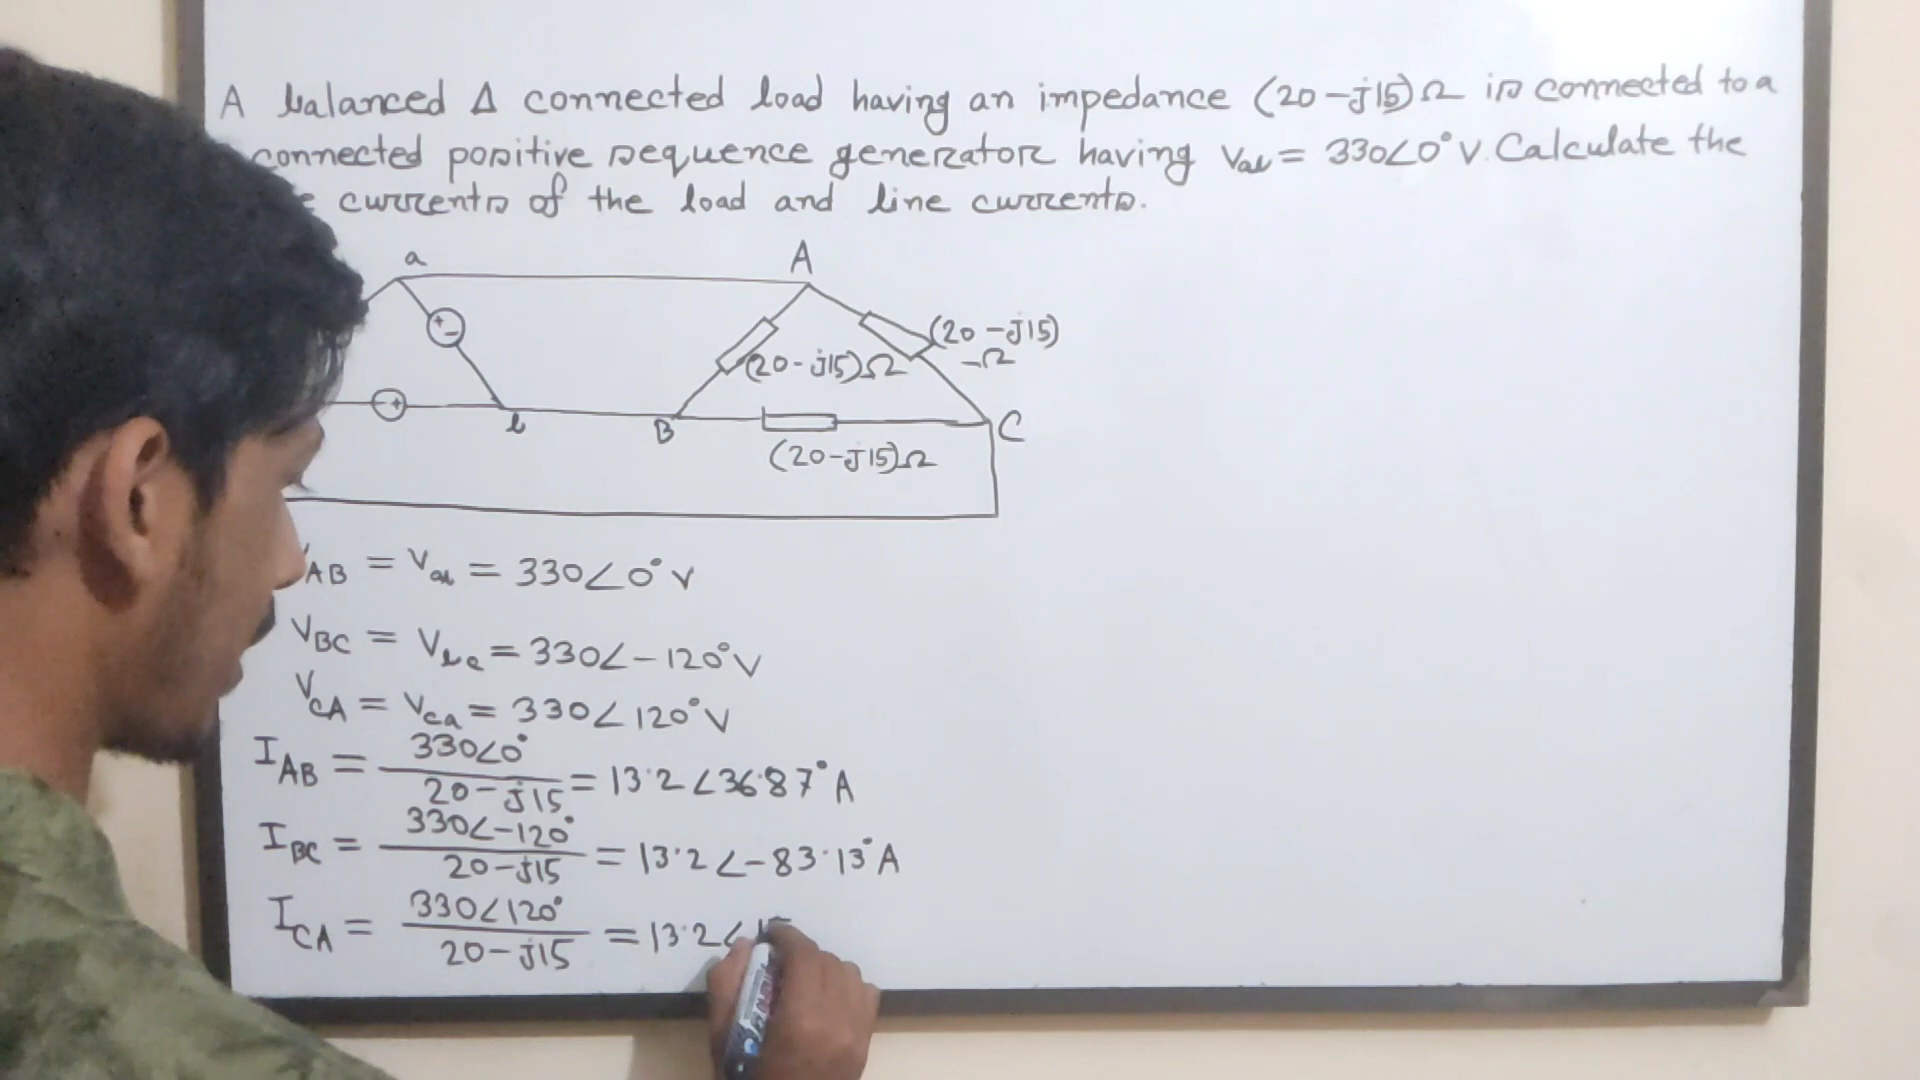 A balanced Δ connected load having an impedance (20-j15)Ω is connected to a
connected positive sequence generator having Vab = 330∠0° V. Calculate the
currents of the load and line currents.
a
A
+
-
(20-j15)
Ω
(20-j15)Ω
+
b
B
C
(20-j15)Ω
AB = Vab = 330∠0° V
VBC = Vbc = 330∠-120° V
VCA = Vca = 330∠120° V
IAB = 330∠0° / 20-j15 = 13.2∠36.87° A
IBC = 330∠-120° / 20-j15 = 13.2∠-83.13° A
ICA = 330∠120° / 20-j15 = 13.2∠1